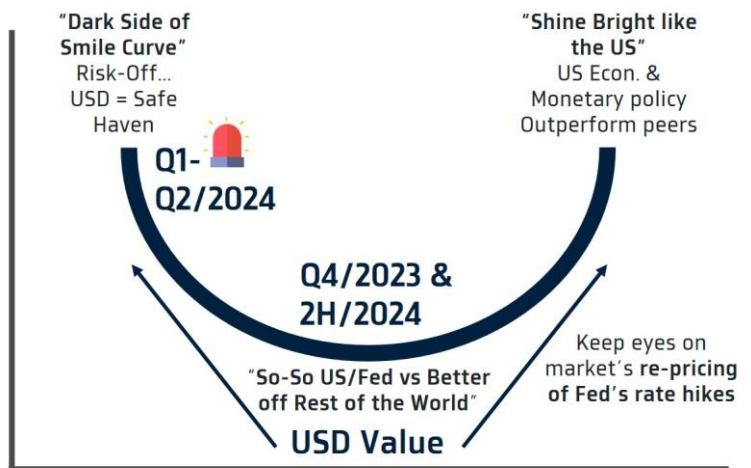 "Dark Side of
Smile Curve"
Risk-Off...
USD = Safe
Haven
"Shine Bright like
the US"
US Econ. &
Monetary policy
Outperform peers
Q1-
Q2/2024
Q4/2023 &
2H/2024
"So-So US/Fed vs Better
off Rest of the World"
Keep eyes on
market's re-pricing
of Fed's rate hikes
USD Value